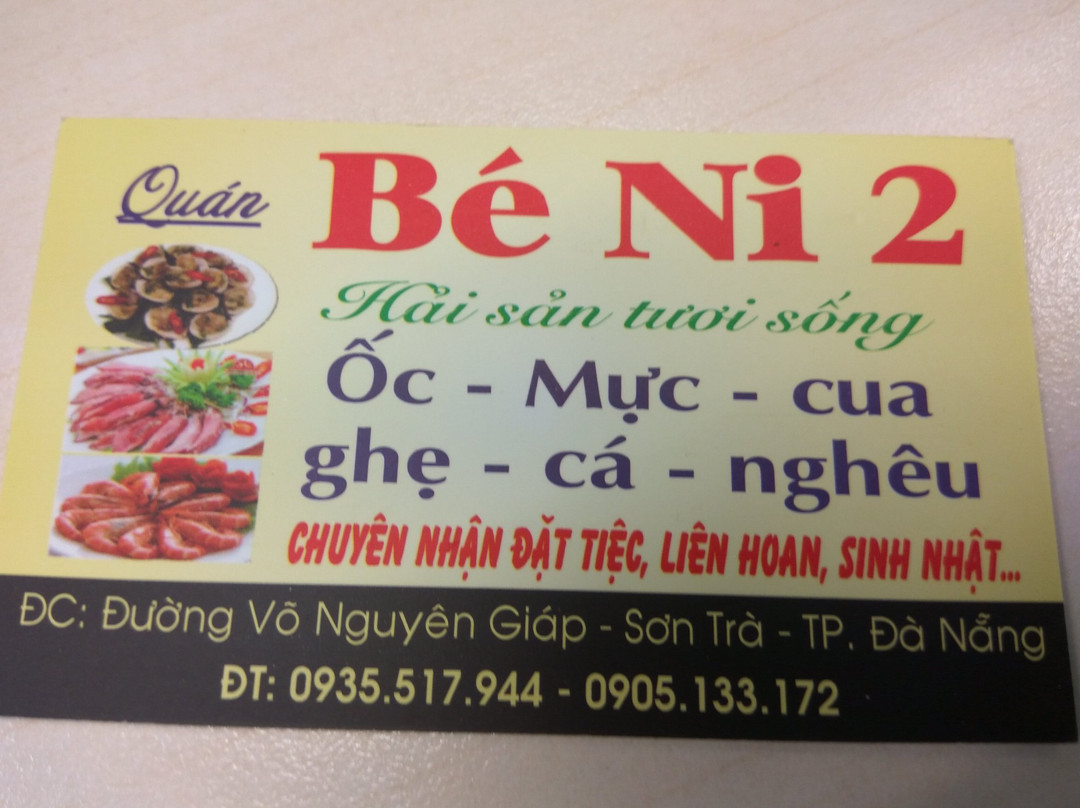 Quán
Bé Ni 2
Hải sản tươi sống
Ốc - Mực - cua
ghẹ - cá - nghêu
CHUYÊN NHẬN ĐẶT TIỆC, LIÊN HOAN, SINH NHẬT...
ĐC: Đường Võ Nguyên Giáp - Sơn Trà - TP. Đà Nẵng
ĐT: 0935.517.944 - 0905.133.172